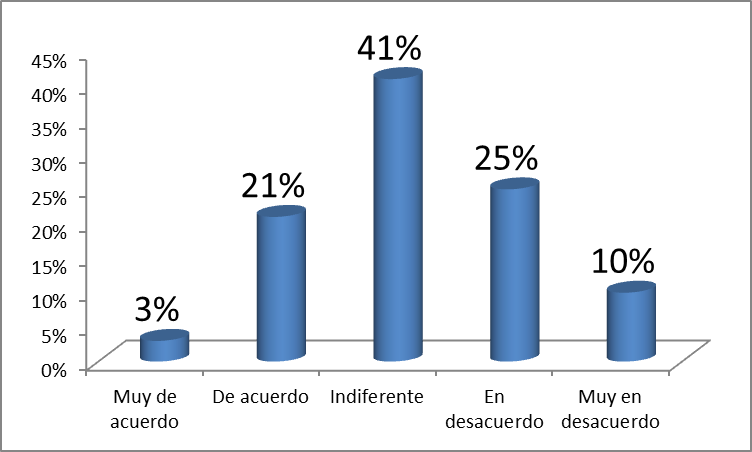 45%
40%
35%
30%
25%
20%
15%
10%
5%
0%
3%
21%
41%
25%
10%
Muy de
acuerdo
De acuerdo
Indiferente
En
desacuerdo
Muy en
desacuerdo